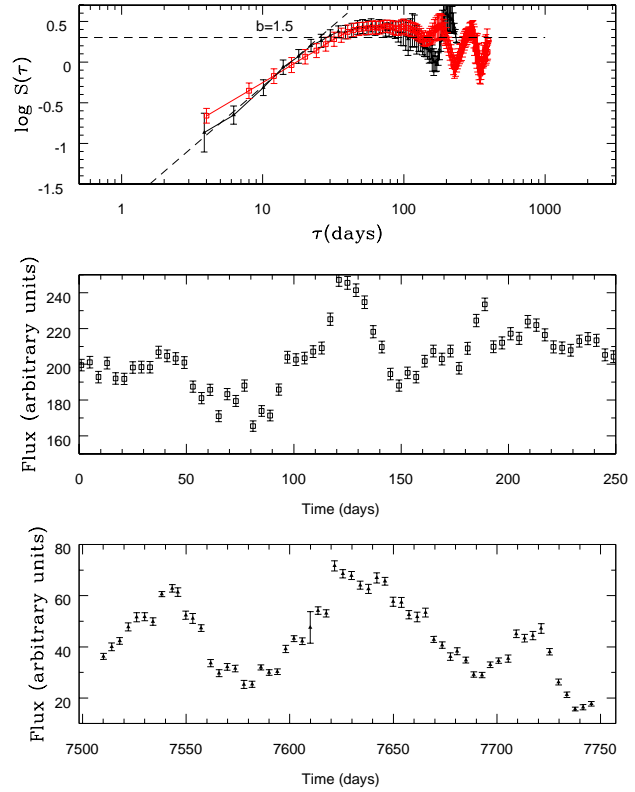 b=1.5
log S(τ)
0.5
0
-0.5
-1
-1.5
1 10 100 1000
τ(days)
Flux (arbitrary units)
240
220
200
180
160
0 50 100 150 200 250
Time (days)
Flux (arbitrary units)
80
60
40
20
7500 7550 7600 7650 7700 7750
Time (days)